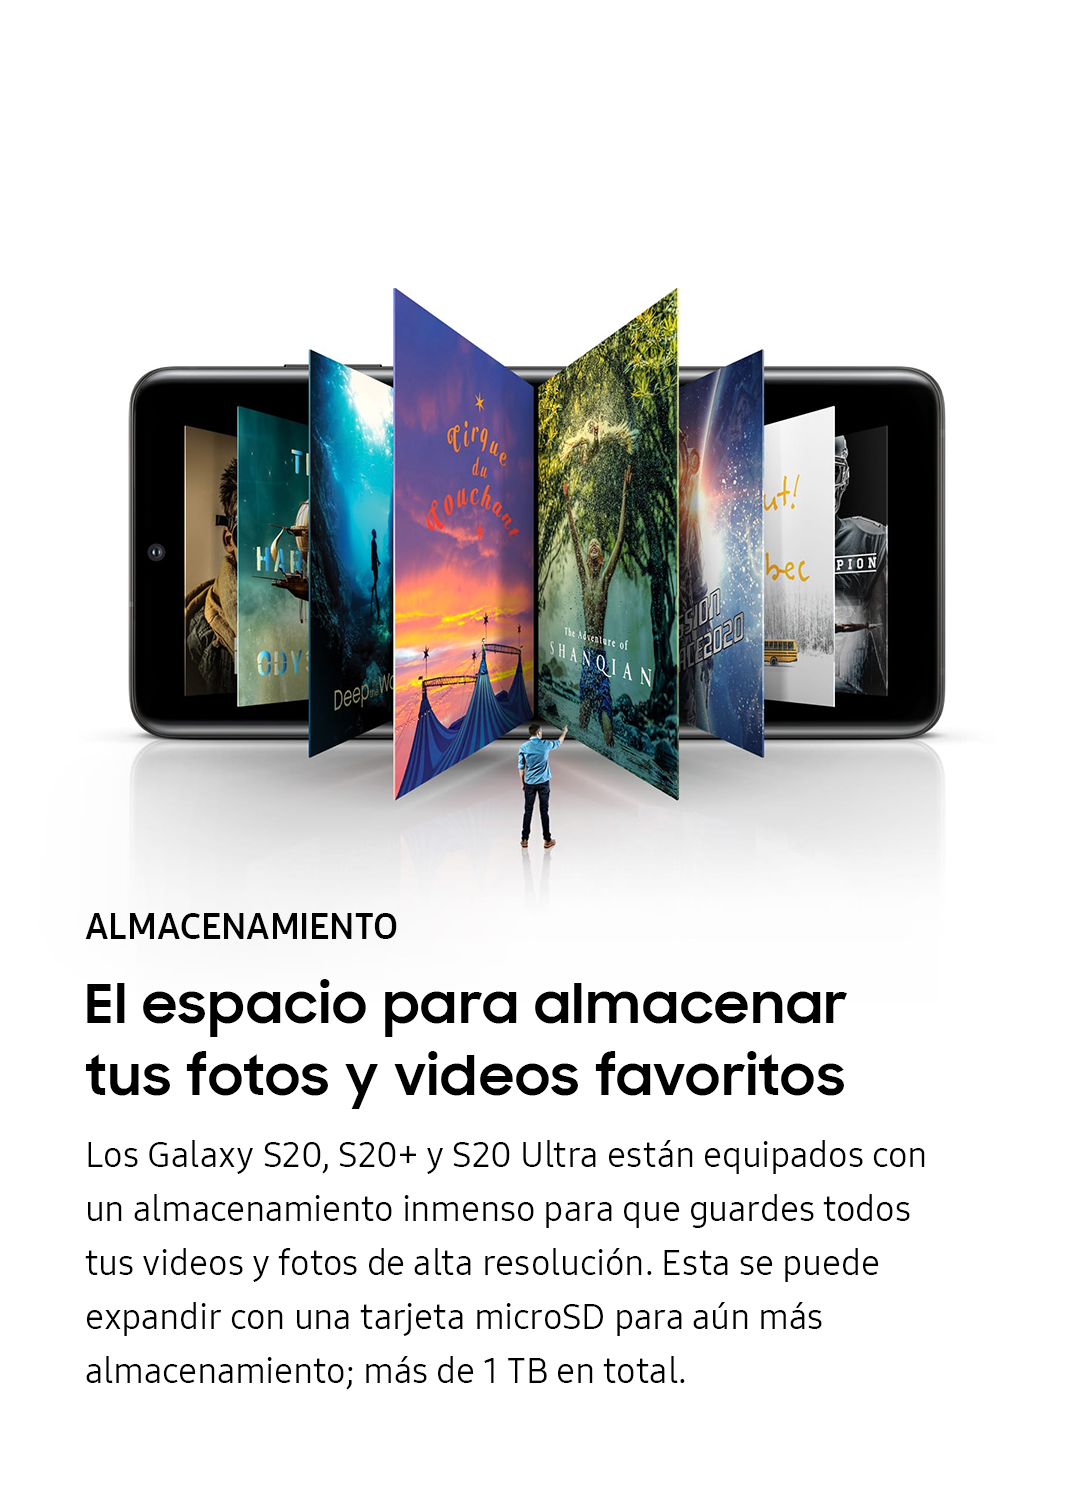 Cirque
du
Couchant
The Adventure of
SHANQIAN
Deep
ALMACENAMIENTO
El espacio para almacenar
tus fotos y videos favoritos
Los Galaxy S20, S20+ y S20 Ultra están equipados con
un almacenamiento inmenso para que guardes todos
tus videos y fotos de alta resolución. Esta se puede
expandir con una tarjeta microSD para aún más
almacenamiento; más de 1 TB en total.